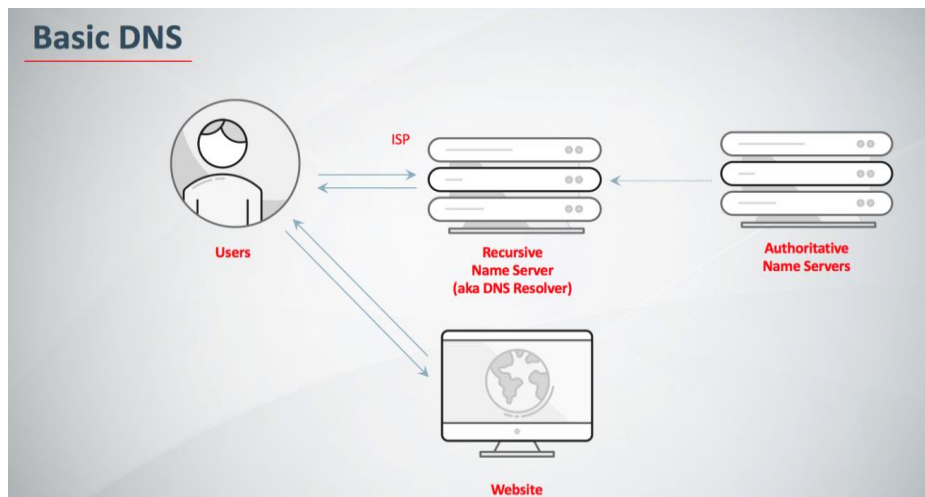 Basic DNS
ISP
Users
Recursive
Name Server
(aka DNS Resolver)
Authoritative
Name Servers
Website